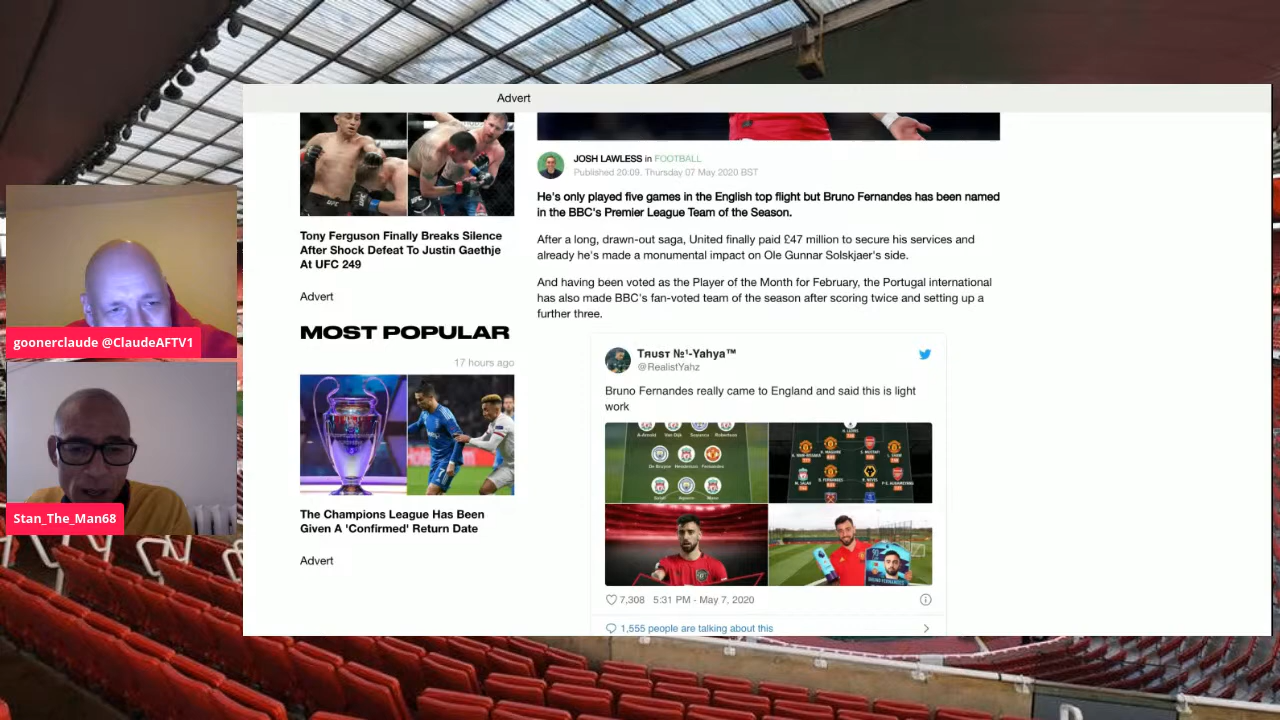 Advert
Tony Ferguson Finally Breaks Silence
After Shock Defeat To Justin Gaethje
At UFC 249
Advert
MOST POPULAR
17 hours ago
The Champions League Has Been
Given A 'Confirmed' Return Date
Advert
JOSH LAWLESS in FOOTBALL
Published 20:09, Thursday 07 May 2020 BST
He's only played five games in the English top flight but Bruno Fernandes has been named
in the BBC's Premier League Team of the Season.
After a long, drawn-out saga, United finally paid £47 million to secure his services and
already he's made a monumental impact on Ole Gunnar Solskjaer's side.
And having been voted as the Player of the Month for February, the Portugal international
has also made BBC's fan-voted team of the season after scoring twice and setting up a
further three.
Tяυsт №¹-Yahya™
@RealistYahz
Bruno Fernandes really came to England and said this is light
work
De Bruyne Henderson Fernandes
7,308 5:31 PM - May 7, 2020
1,555 people are talking about this
goonerclaude @ClaudeAFTV1
Stan_The_Man68